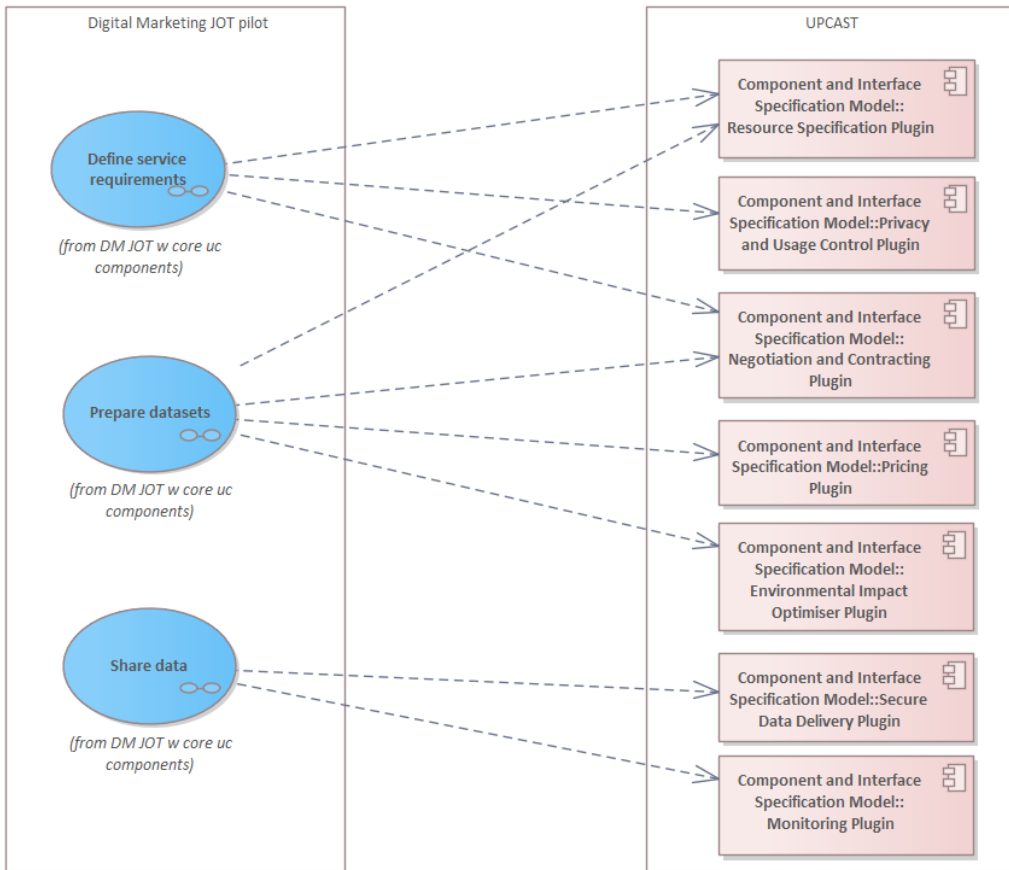 Digital Marketing JOT pilot
Define service
requirements
(from DM JOT w core uc
components)
Prepare datasets
(from DM JOT w core uc
components)
Share data
(from DM JOT w core uc
components)
UPCAST
Component and Interface
Specification Model::
Resource Specification Plugin
Component and Interface
Specification Model::Privacy
and Usage Control Plugin
Component and Interface
Specification Model::
Negotiation and Contracting
Plugin
Component and Interface
Specification Model::Pricing
Plugin
Component and Interface
Specification Model::
Environmental Impact
Optimiser Plugin
Component and Interface
Specification Model::Secure
Data Delivery Plugin
Component and Interface
Specification Model::
Monitoring Plugin